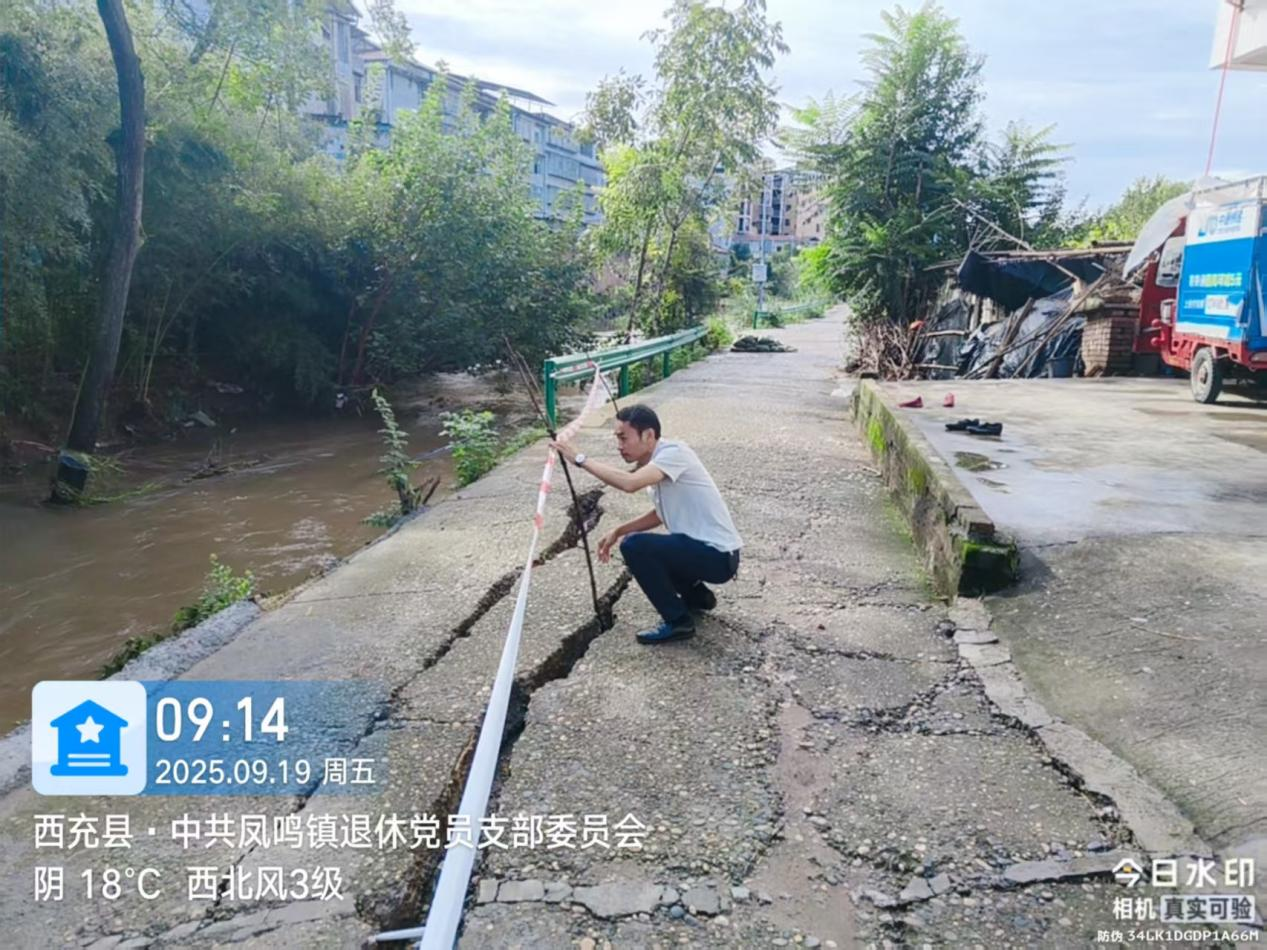 09:14
2025.09.19 周五
西充县·中共凤鸣镇退休党员支部委员会
阴 18℃ 西北风3级
今日水印
相机 真实可验
防伪 34LK1DGDP1A66M